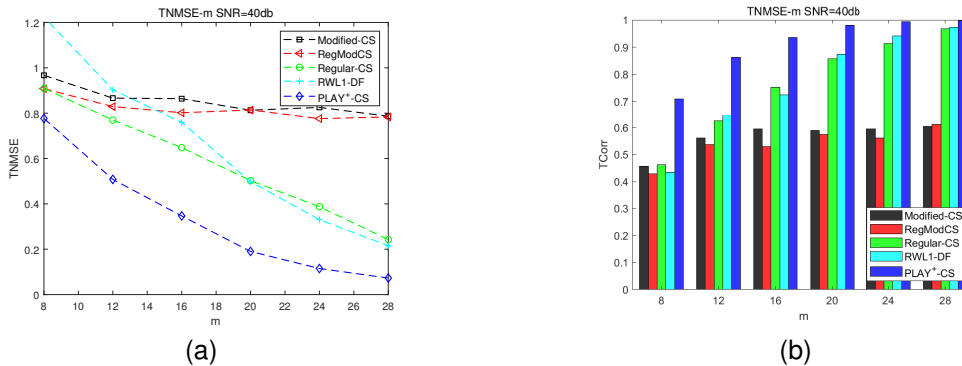 TNMSE-m SNR=40db
1.2
1
0.8
0.6
0.4
0.2
0
TNMSE
8 10 12 14 16 18 20 22 24 26 28
m
Modified-CS
RegModCS
Regular-CS
RWL1-DF
PLAY+-CS
(a)
TNMSE-m SNR=40db
1
0.9
0.8
0.7
0.6
0.5
0.4
0.3
0.2
0.1
0
TCorr
8 12 16 20 24 28
m
Modified-CS
RegModCS
Regular-CS
RWL1-DF
PLAY+-CS
(b)